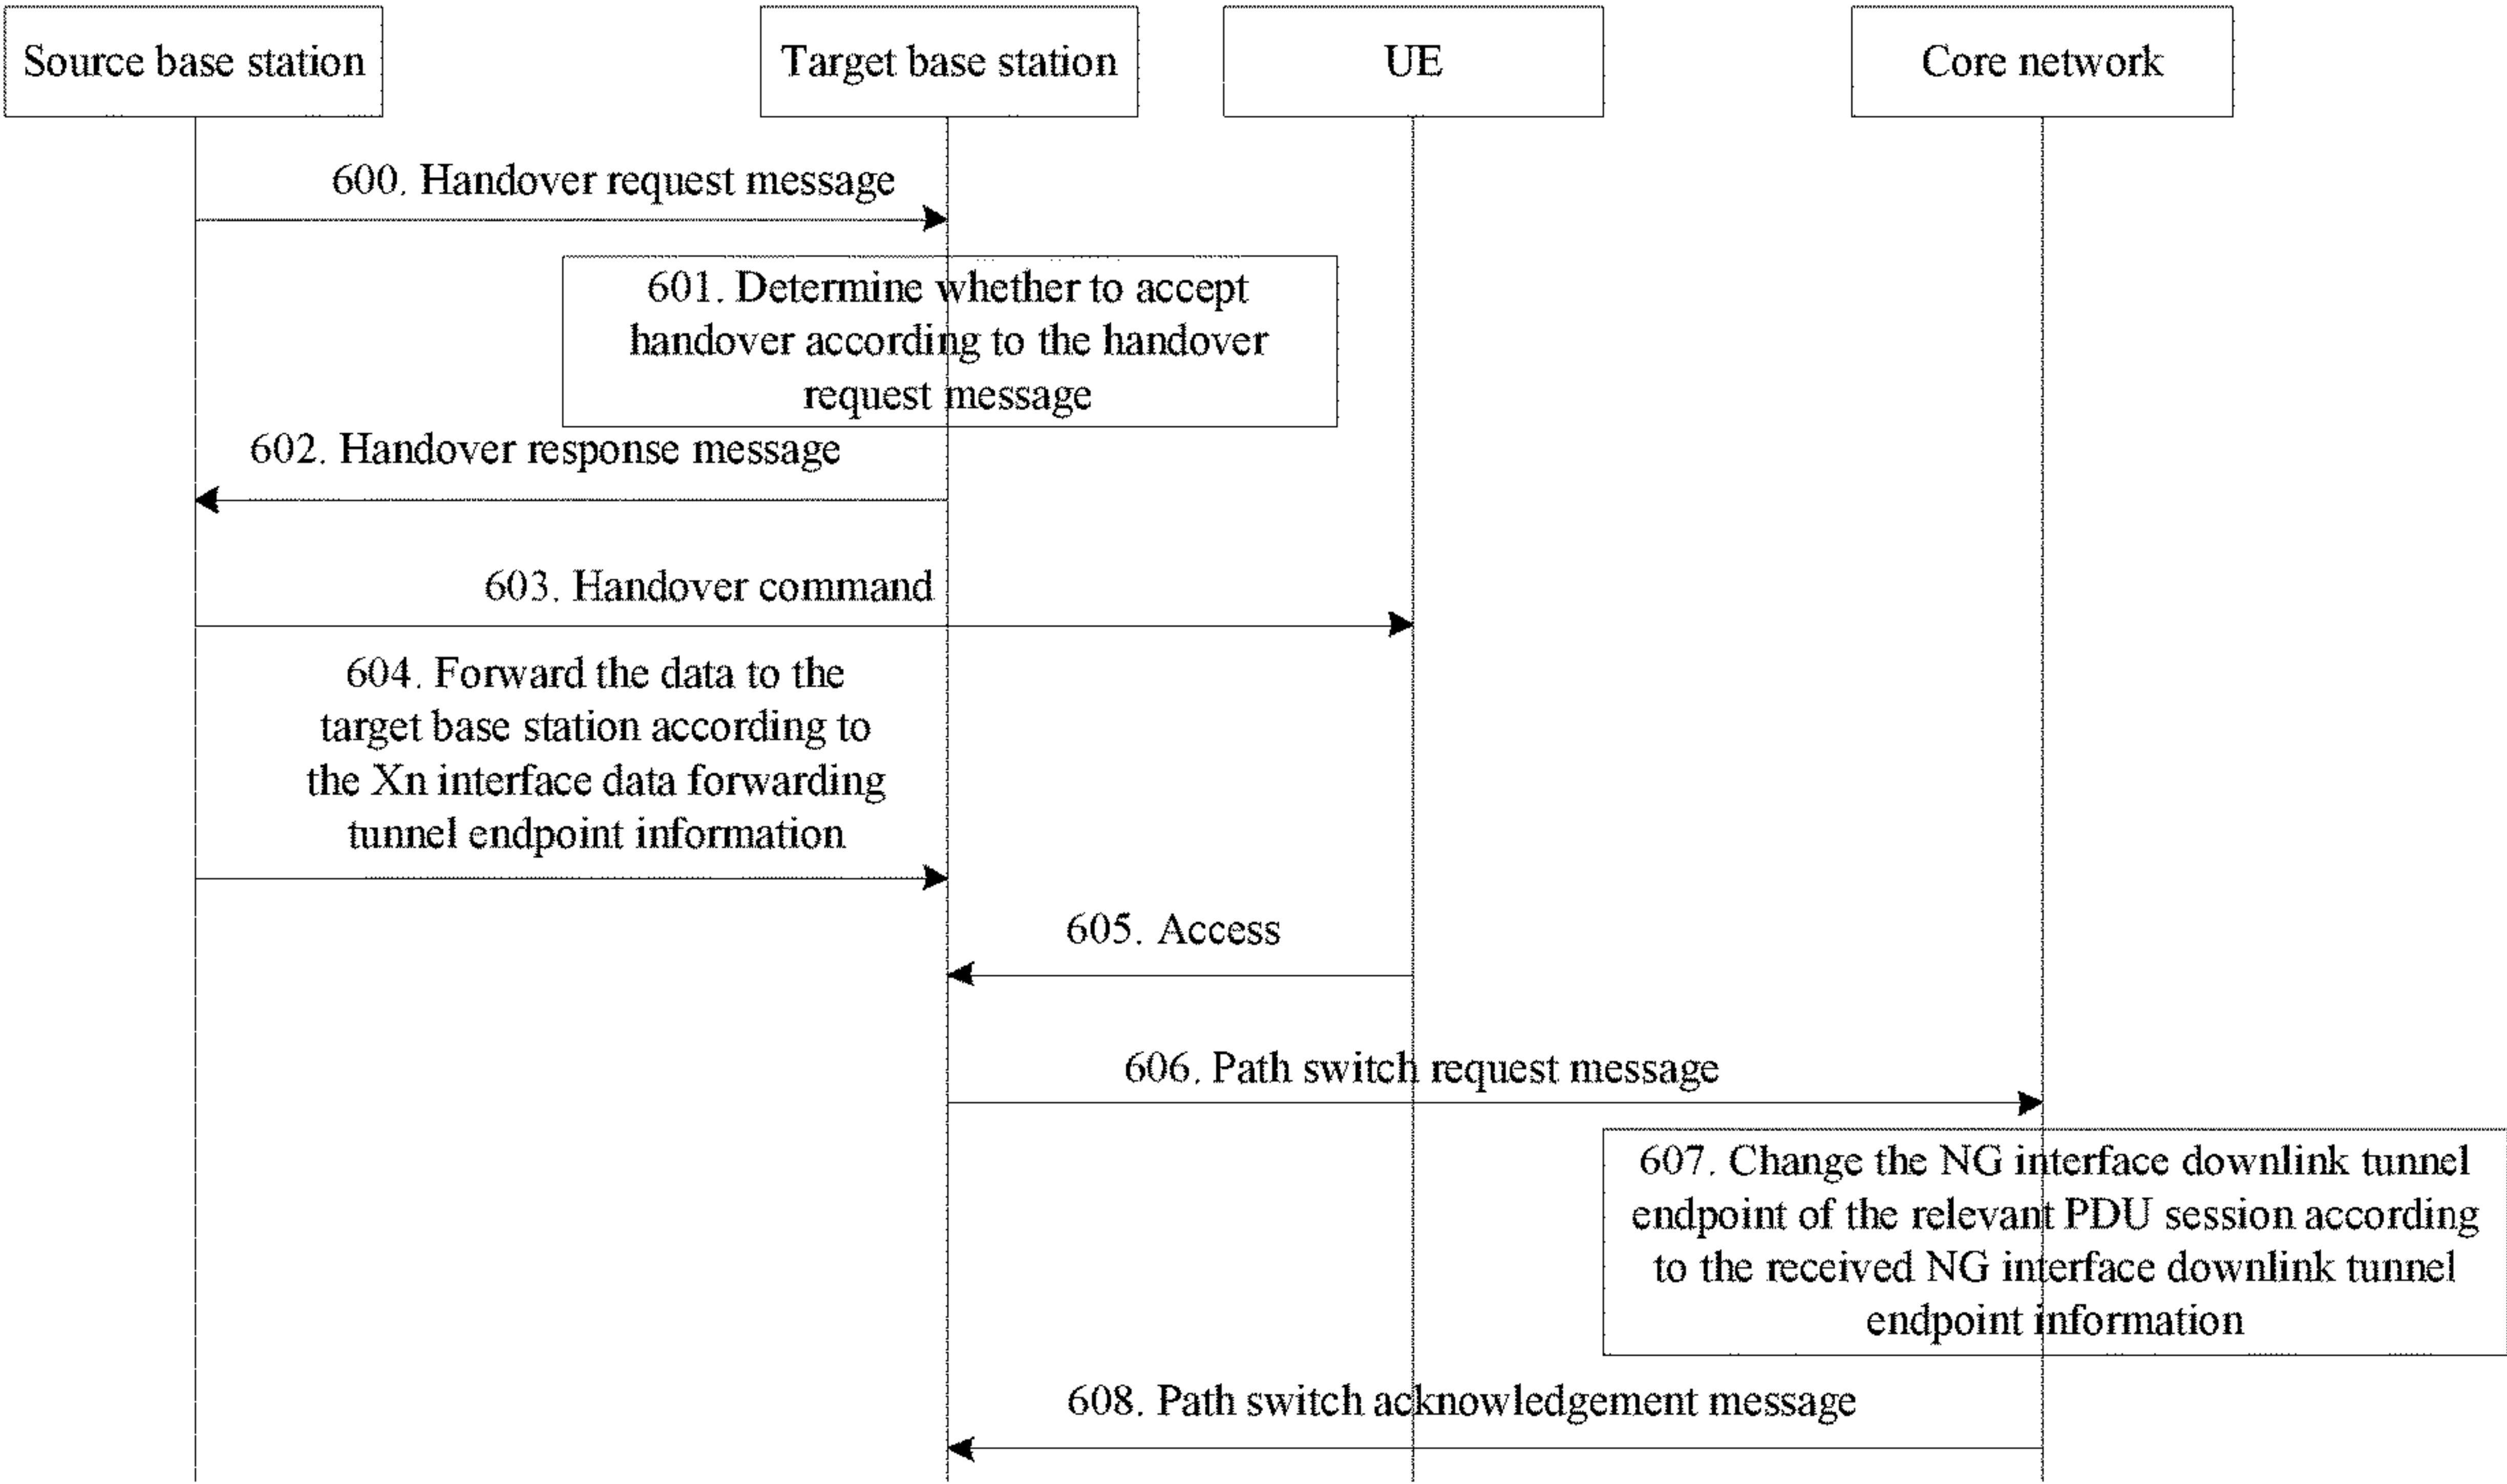 Source base station
Target base station
UE
Core network
600. Handover request message
601. Determine whether to accept
handover according to the handover
request message
602. Handover response message
603. Handover command
604. Forward the data to the
target base station according to
the Xn interface data forwarding
tunnel endpoint information
605. Access
606. Path switch request message
607. Change the NG interface downlink tunnel
endpoint of the relevant PDU session according
to the received NG interface downlink tunnel
endpoint information
608. Path switch acknowledgement message